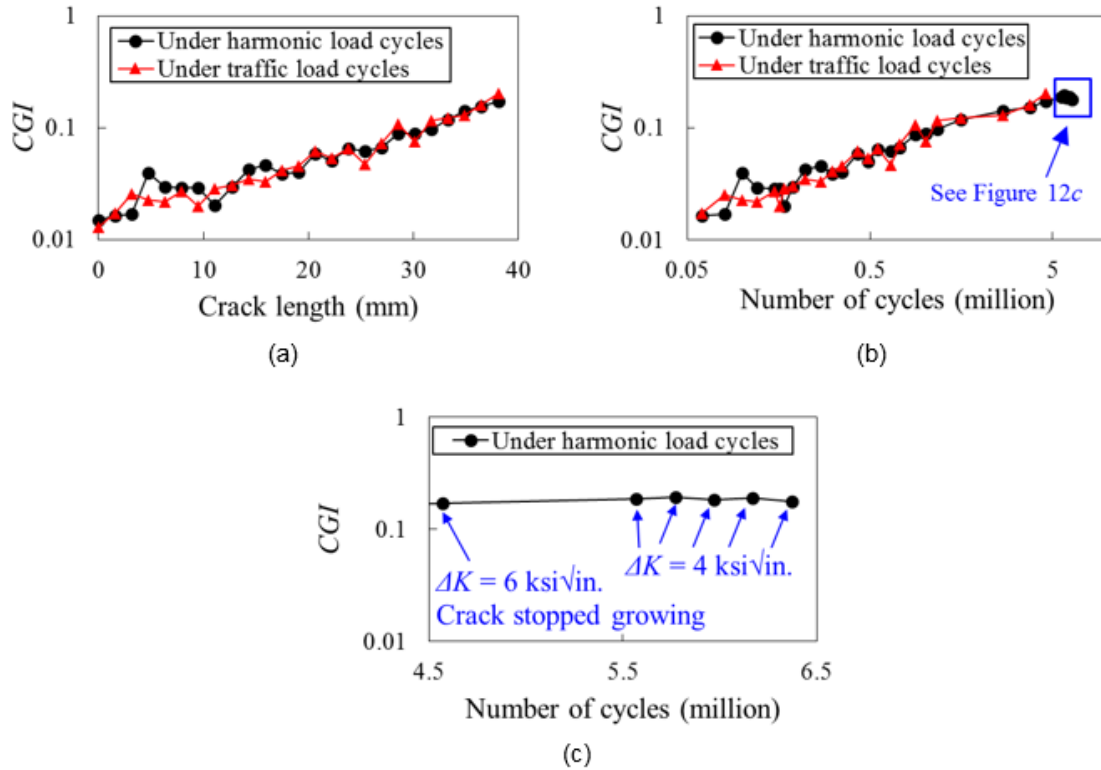 1
0.1
0.01
CGI
Under harmonic load cycles
Under traffic load cycles
0 10 20 30 40
Crack length (mm)
(a)
1
0.1
0.01
CGI
Under harmonic load cycles
Under traffic load cycles
See Figure 12c
0.05 0.5 5
Number of cycles (million)
(b)
1
0.1
0.01
CGI
Under harmonic load cycles
ΔK = 6 ksi√in.
Crack stopped growing
ΔK = 4 ksi√in.
4.5 5.5 6.5
Number of cycles (million)
(c)